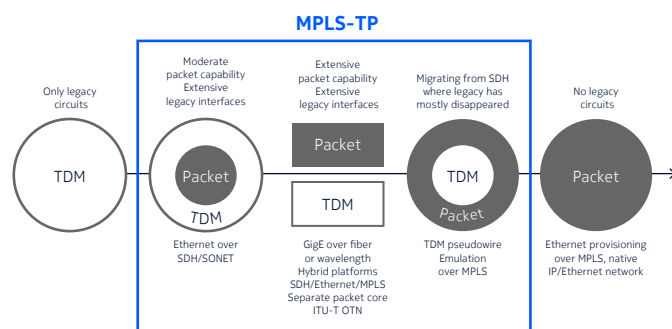 MPLS-TP
Only legacy
circuits
TDM
Moderate
packet capability
Extensive
legacy interfaces
Packet
TDM
Ethernet over
SDH/SONET
Extensive
packet capability
Extensive
legacy interfaces
Packet
TDM
GigE over fiber
or wavelength
Hybrid platforms
SDH/Ethernet/MPLS
Separate packet core
ITU-T OTN
Migrating from SDH
where legacy has
mostly disappeared
TDM
Packet
TDM pseudowire
Emulation
over MPLS
No legacy
circuits
Packet
Ethernet provisioning
over MPLS, native
IP/Ethernet network